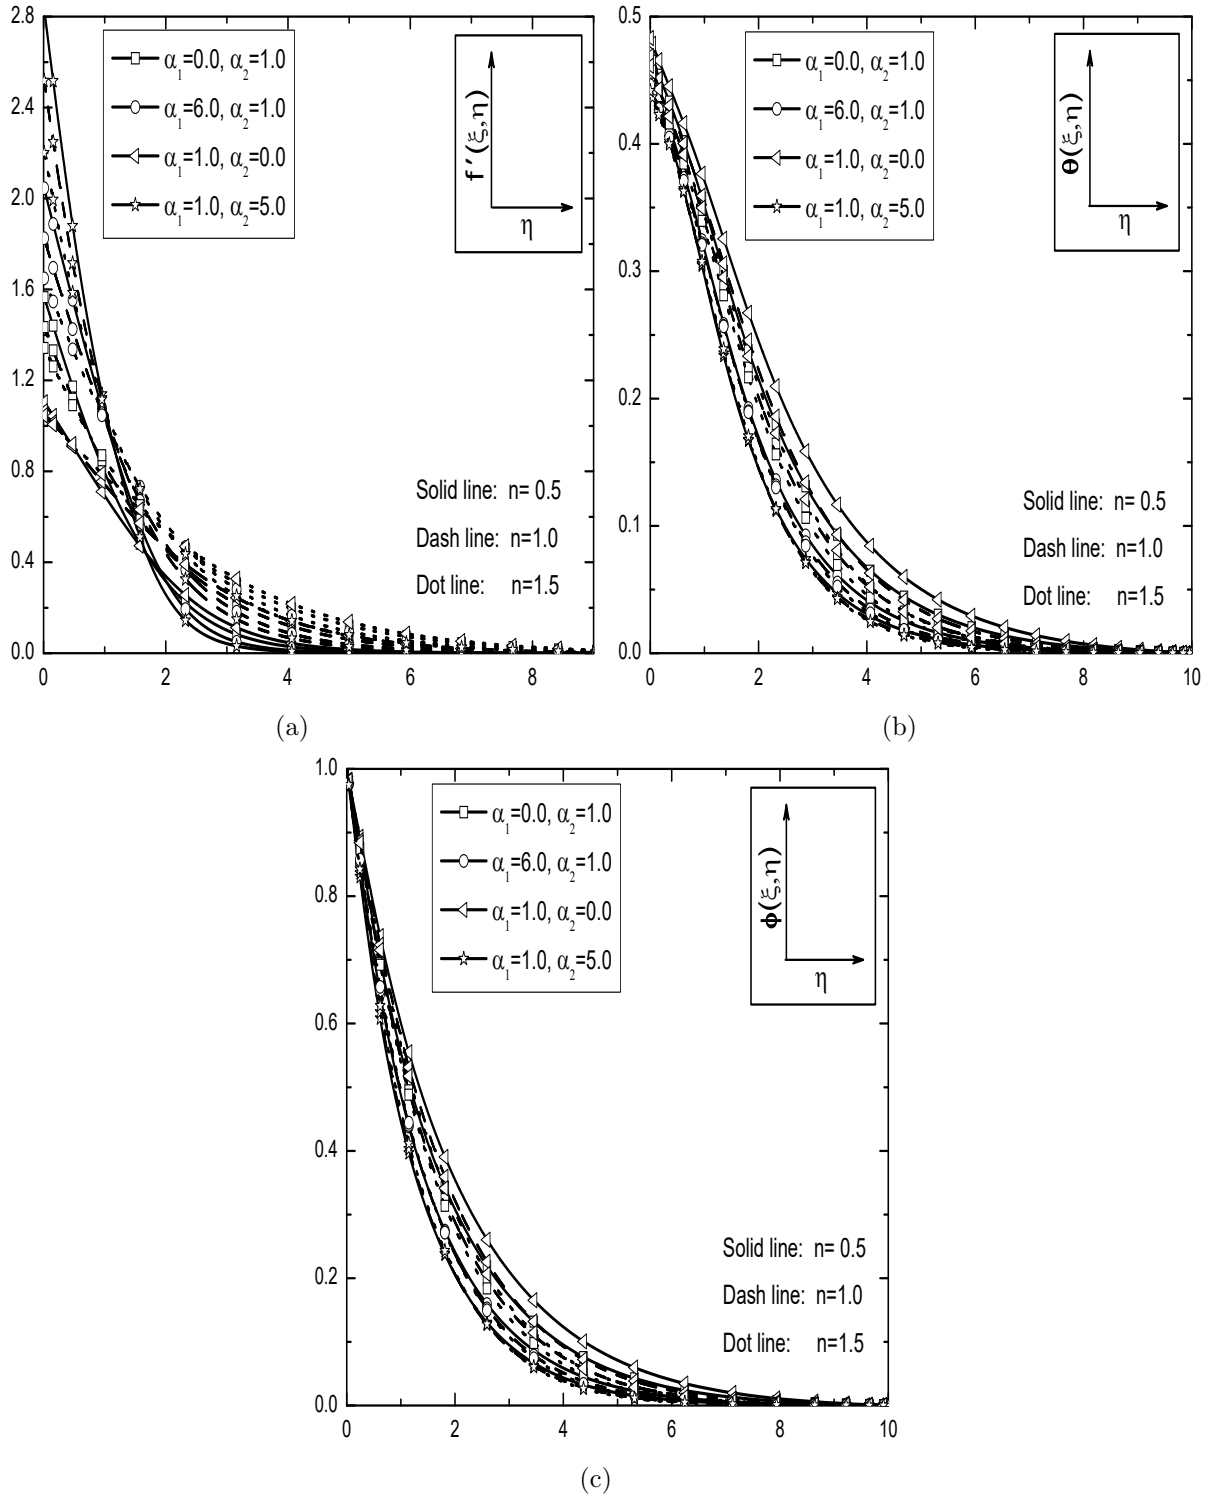 2.8
2.4
2.0
1.6
1.2
0.8
0.4
0.0
0 2 4 6 8
α₁=0.0, α₂=1.0
α₁=6.0, α₂=1.0
α₁=1.0, α₂=0.0
α₁=1.0, α₂=5.0
f′(ξ,η)
η
Solid line: n= 0.5
Dash line: n=1.0
Dot line: n=1.5
(a)
0.5
0.4
0.3
0.2
0.1
0.0
0 2 4 6 8 10
α₁=0.0, α₂=1.0
α₁=6.0, α₂=1.0
α₁=1.0, α₂=0.0
α₁=1.0, α₂=5.0
θ(ξ,η)
η
Solid line: n= 0.5
Dash line: n=1.0
Dot line: n=1.5
(b)
1.0
0.8
0.6
0.4
0.2
0.0
0 2 4 6 8 10
α₁=0.0, α₂=1.0
α₁=6.0, α₂=1.0
α₁=1.0, α₂=0.0
α₁=1.0, α₂=5.0
ϕ(ξ,η)
η
Solid line: n= 0.5
Dash line: n=1.0
Dot line: n=1.5
(c)